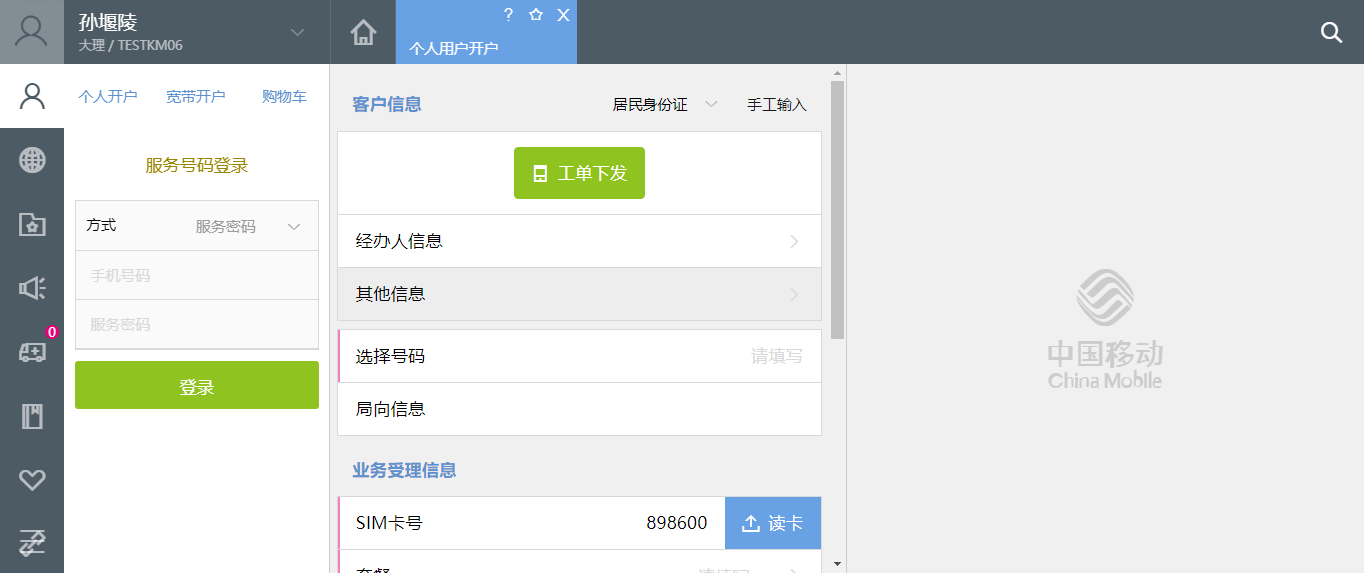 孙堰陵
大理 / TESTKM06
? X
个人用户开户
个人开户 宽带开户 购物车
服务号码登录
方式 服务密码
手机号码
服务密码
登录
0
客户信息 居民身份证 手工输入
工单下发
经办人信息
其他信息
选择号码 请填写
局向信息
业务受理信息
SIM卡号 898600 读卡
套餐 请填写
中国移动
China Mobile